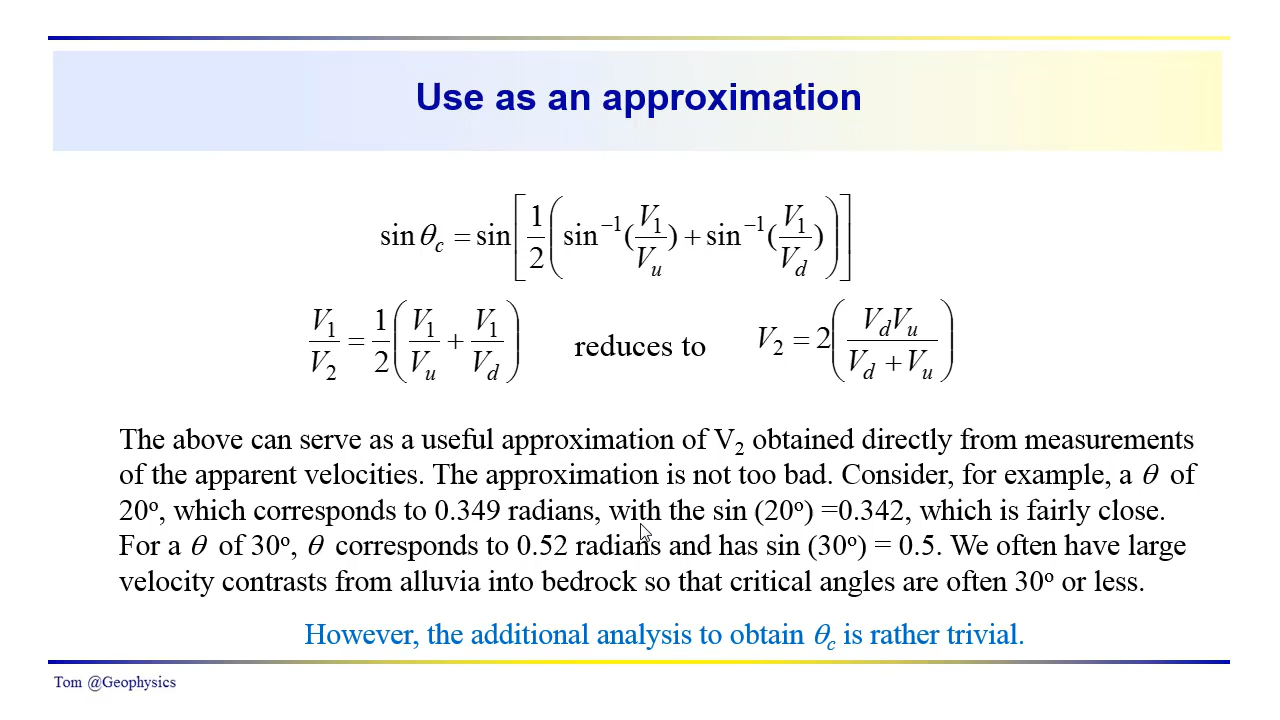 Use as an approximation
sin θc = sin[1/2(sin⁻¹(V1/Vu) + sin⁻¹(V1/Vd))]
V1/V2 = 1/2(V1/Vu + V1/Vd) reduces to V2 = 2(VdVu/(Vd + Vu))
The above can serve as a useful approximation of V2 obtained directly from measurements
of the apparent velocities. The approximation is not too bad. Consider, for example, a θ of
20º, which corresponds to 0.349 radians, with the sin (20º) =0.342, which is fairly close.
For a θ of 30º, θ corresponds to 0.52 radians and has sin (30º) = 0.5. We often have large
velocity contrasts from alluvia into bedrock so that critical angles are often 30º or less.
However, the additional analysis to obtain θc is rather trivial.
Tom @Geophysics